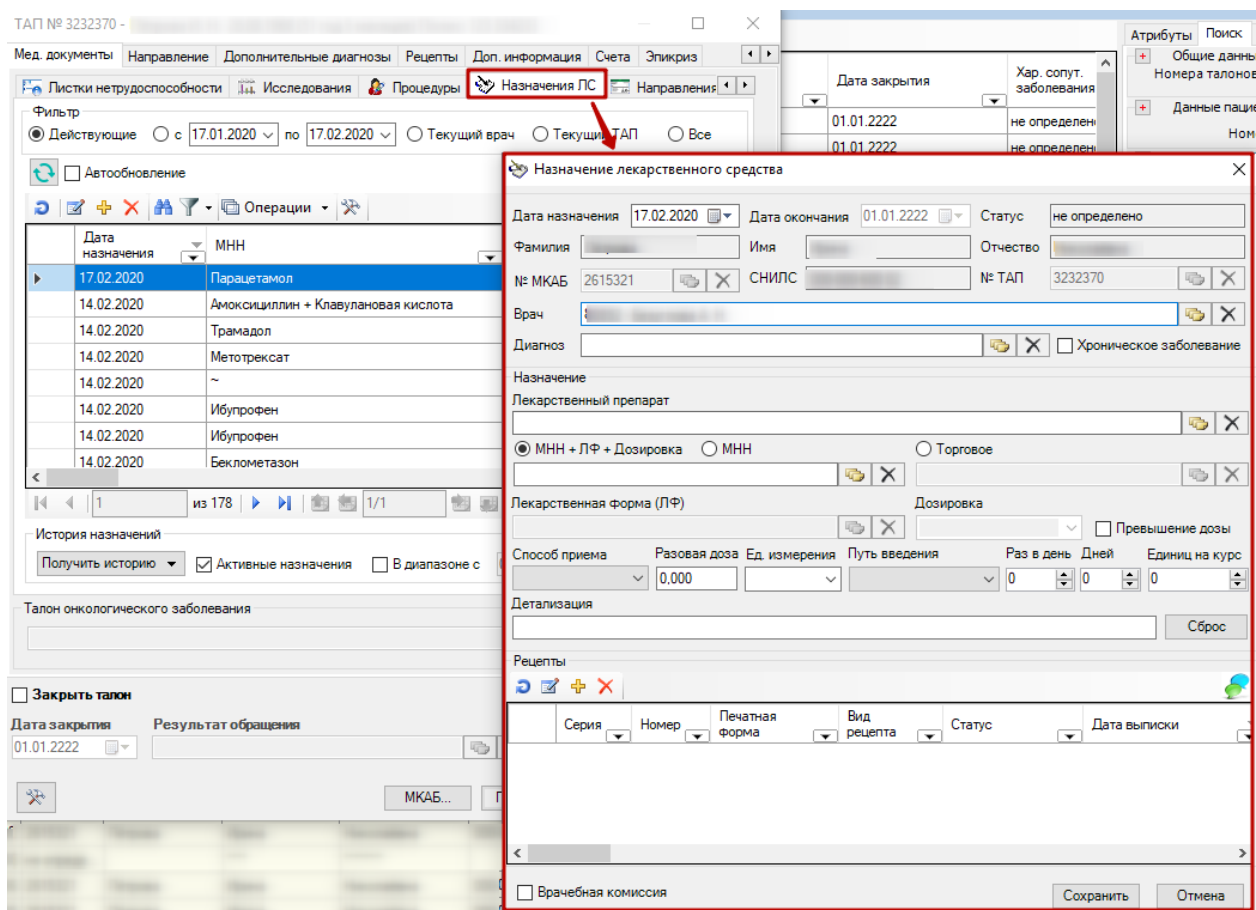 ТАП № 3232370 -
Мед. документы Направление Дополнительные диагнозы Рецепты Доп. информация Счета Эпикриз
Листки нетрудоспособности Исследования Процедуры Назначения ЛС Направления
Фильтр
Действующие с 17.01.2020 по 17.02.2020 Текущий врач Текущий ТАП Все
Автообновление
Операции
Дата назначения МНН
17.02.2020 Парацетамол
14.02.2020 Амоксициллин + Клавулановая кислота
14.02.2020 Трамадол
14.02.2020 Метотрексат
14.02.2020 ~
14.02.2020 Ибупрофен
14.02.2020 Ибупрофен
14.02.2020 Беклометазон
1 из 178 1/1
История назначений
Получить историю Активные назначения В диапазоне с
Талон онкологического заболевания
Закрыть талон
Дата закрытия Результат обращения
01.01.2222
МКАБ...
Дата закрытия Хар. сопут. заболевания
01.01.2222 не определен
01.01.2222 не определен
Атрибуты Поиск
Общие данны
Номера талонов
Данные пацие
Ном
Назначение лекарственного средства
Дата назначения 17.02.2020 Дата окончания 01.01.2222 Статус не определено
Фамилия Имя Отчество
№ МКАБ 2615321 СНИЛС № ТАП 3232370
Врач
Диагноз Хроническое заболевание
Назначение
Лекарственный препарат
МНН + ЛФ + Дозировка МНН Торговое
Лекарственная форма (ЛФ) Дозировка
Превышение дозы
Способ приема Разовая доза Ед. измерения Путь введения Раз в день Дней Единиц на курс
0,000 0 0 0
Детализация
Сброс
Рецепты
Серия Номер Печатная форма Вид рецепта Статус Дата выписки
Врачебная комиссия
Сохранить Отмена